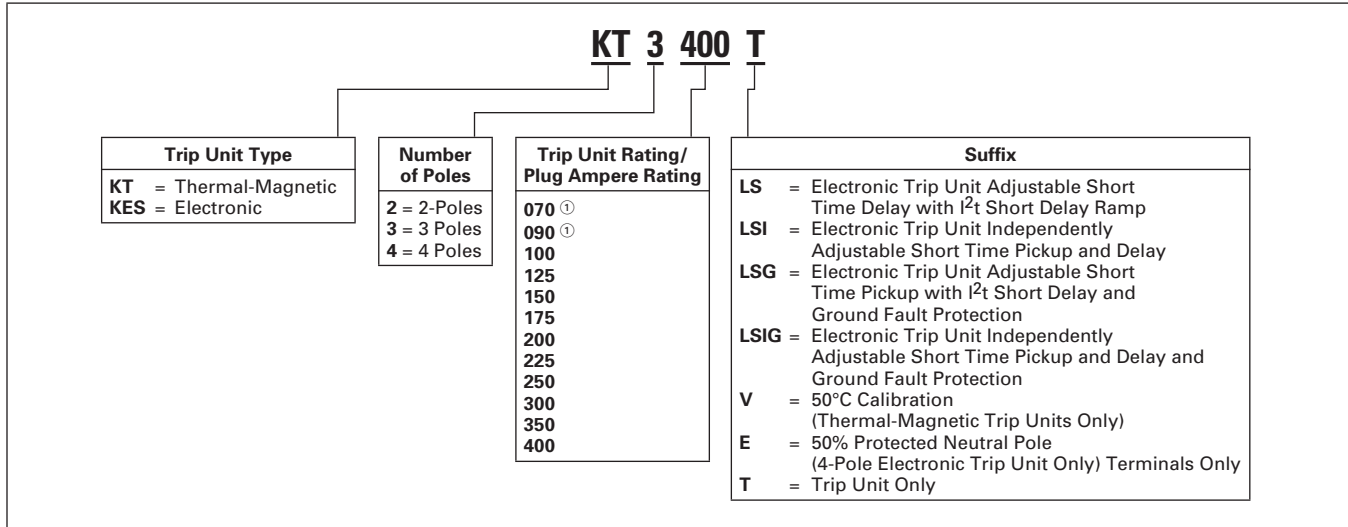 KT 3 400 T
Trip Unit Type
KT = Thermal-Magnetic
KES = Electronic
Number
of Poles
2 = 2-Poles
3 = 3 Poles
4 = 4 Poles
Trip Unit Rating/
Plug Ampere Rating
070 ①
090 ①
100
125
150
175
200
225
250
300
350
400
Suffix
LS = Electronic Trip Unit Adjustable Short
Time Delay with I²t Short Delay Ramp
LSI = Electronic Trip Unit Independently
Adjustable Short Time Pickup and Delay
LSG = Electronic Trip Unit Adjustable Short
Time Pickup with I²t Short Delay and
Ground Fault Protection
LSIG = Electronic Trip Unit Independently
Adjustable Short Time Pickup and Delay and
Ground Fault Protection
V = 50°C Calibration
(Thermal-Magnetic Trip Units Only)
E = 50% Protected Neutral Pole
(4-Pole Electronic Trip Unit Only) Terminals Only
T = Trip Unit Only